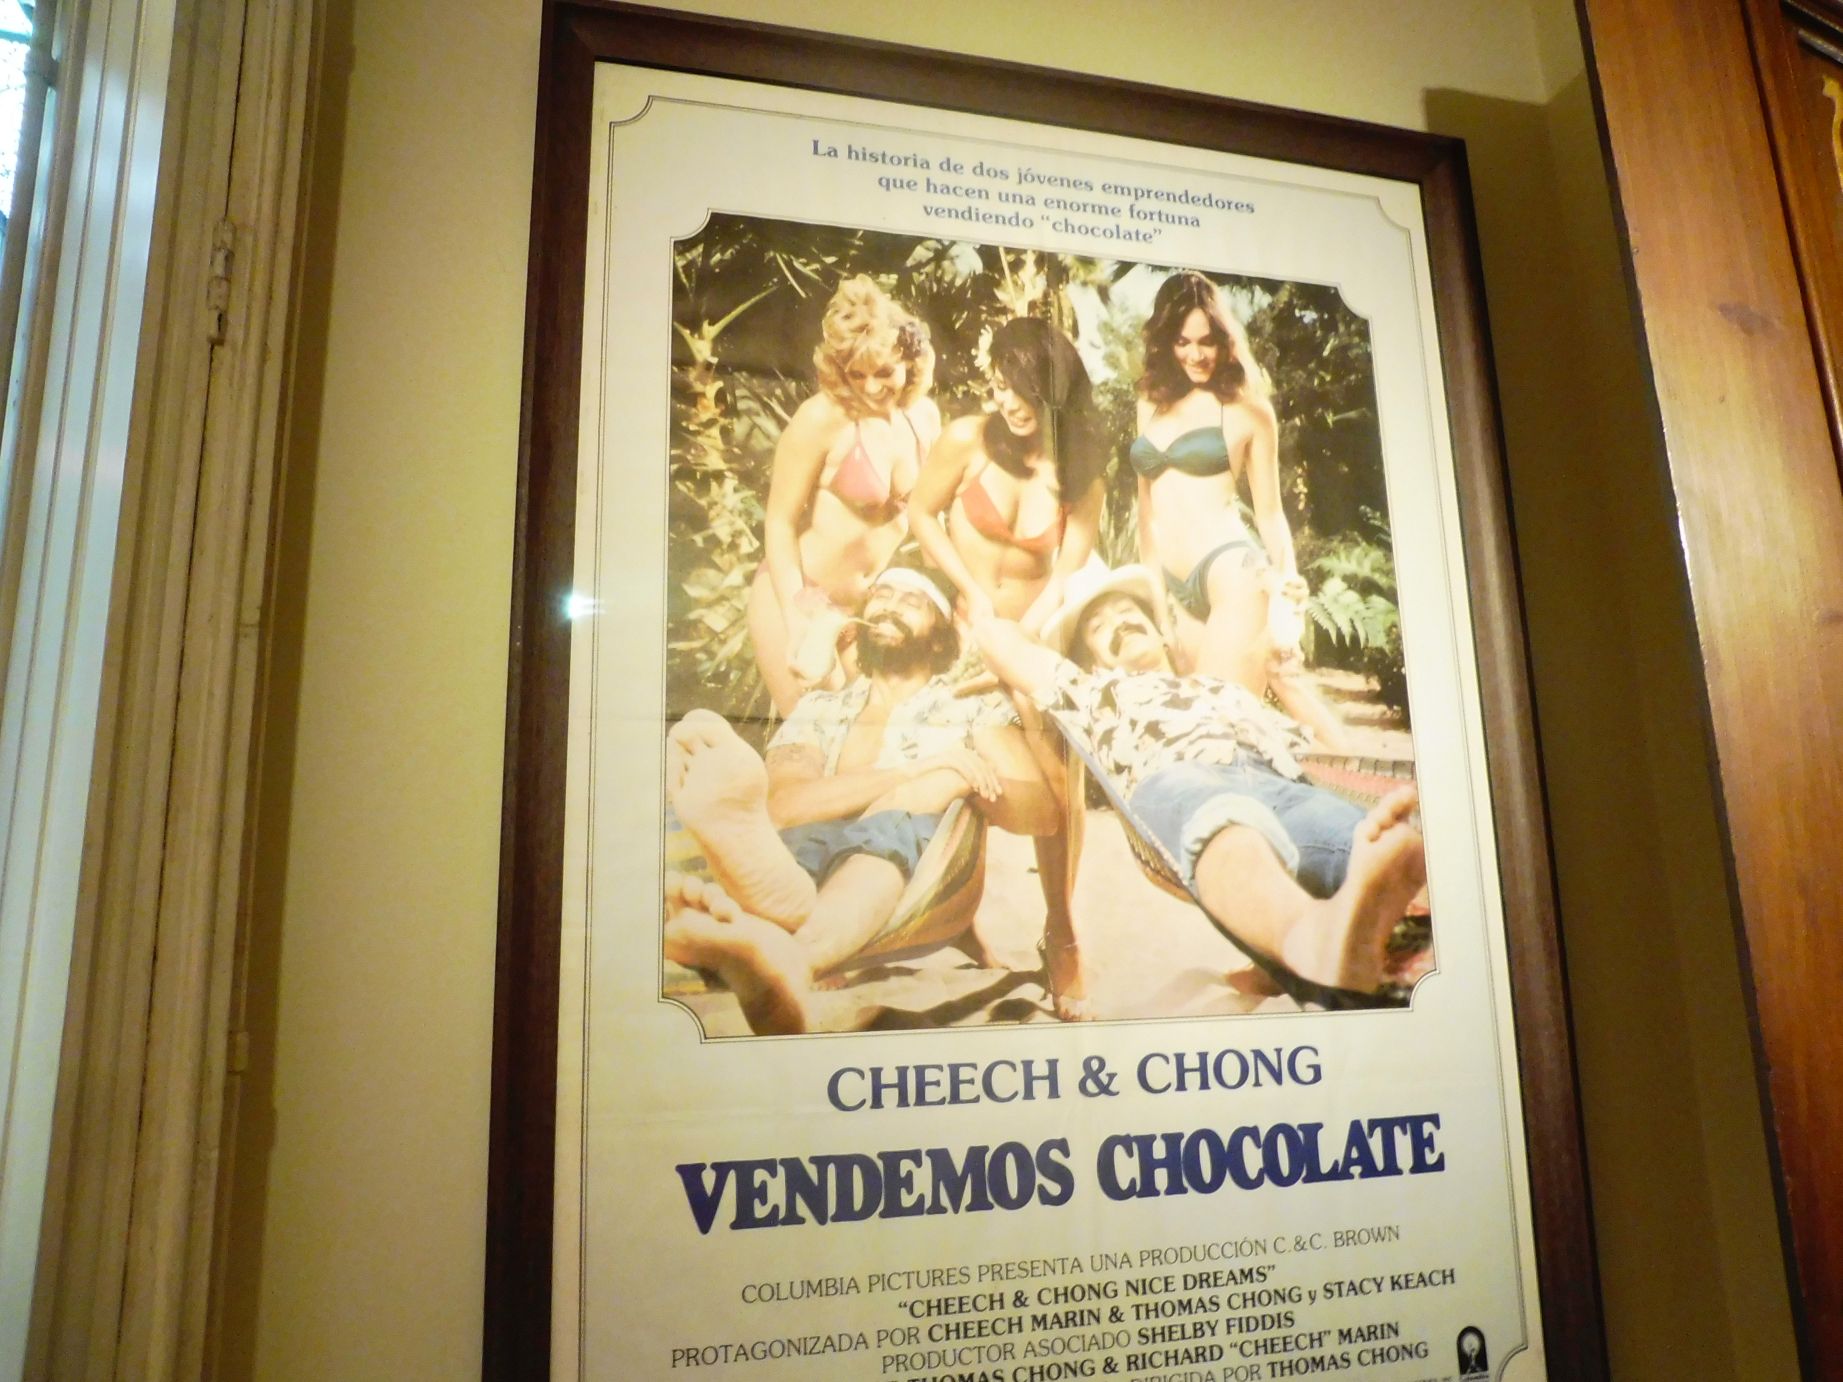 La historia de dos jóvenes emprendedores
que hacen una enorme fortuna
vendiendo “chocolate”
CHEECH & CHONG
VENDEMOS CHOCOLATE
COLUMBIA PICTURES PRESENTA UNA PRODUCCIÓN C. & C. BROWN
“CHEECH & CHONG NICE DREAMS”
PROTAGONIZADA POR CHEECH MARIN & THOMAS CHONG y STACY KEACH
PRODUCTOR ASOCIADO SHELBY FIDDIS
THOMAS CHONG & RICHARD “CHEECH” MARIN
DIRIGIDA POR THOMAS CHONG